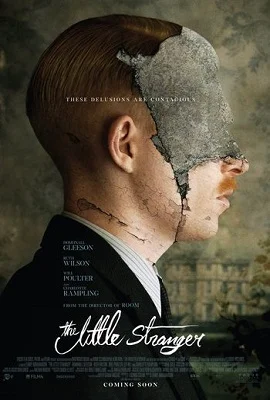 THESE DELUSIONS ARE CONTAGIOUS
DOMHNALL
GLEESON
RUTH
WILSON
WILL
POULTER
AND CHARLOTTE
RAMPLING
FROM THE DIRECTOR OF ROOM
the little stranger
COMING SOON